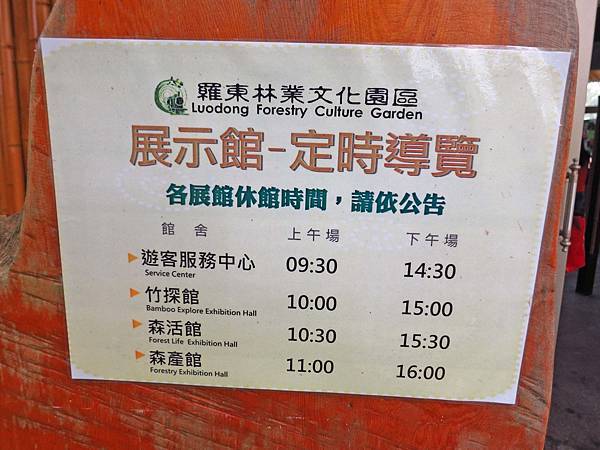 羅東林業文化園區
Luodong Forestry Culture Garden
展示館-定時導覽
各展館休館時間，請依公告
館 舍 上午場 下午場
遊客服務中心 09:30 14:30
Service Center
竹探館 10:00 15:00
Bamboo Explore Exhibition Hall
森活館 10:30 15:30
Forest Life Exhibition Hall
森產館 11:00 16:00
Forestry Exhibition Hall